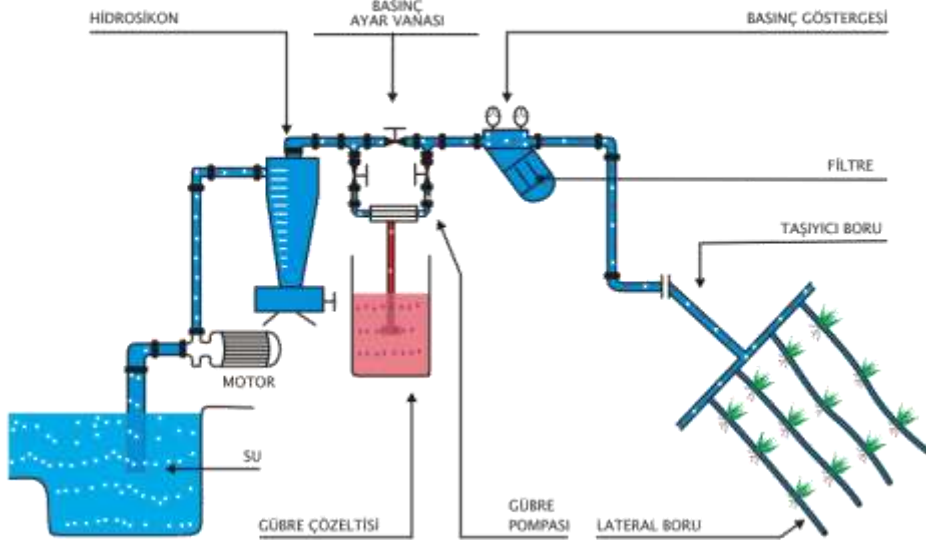 HİDROSİKON
BASINÇ
AYAR VANASI
BASINÇ GÖSTERGESİ
FİLTRE
TAŞIYICI BORU
MOTOR
SU
GÜBRE ÇÖZELTİSİ
GÜBRE
POMPASI
LATERAL BORU